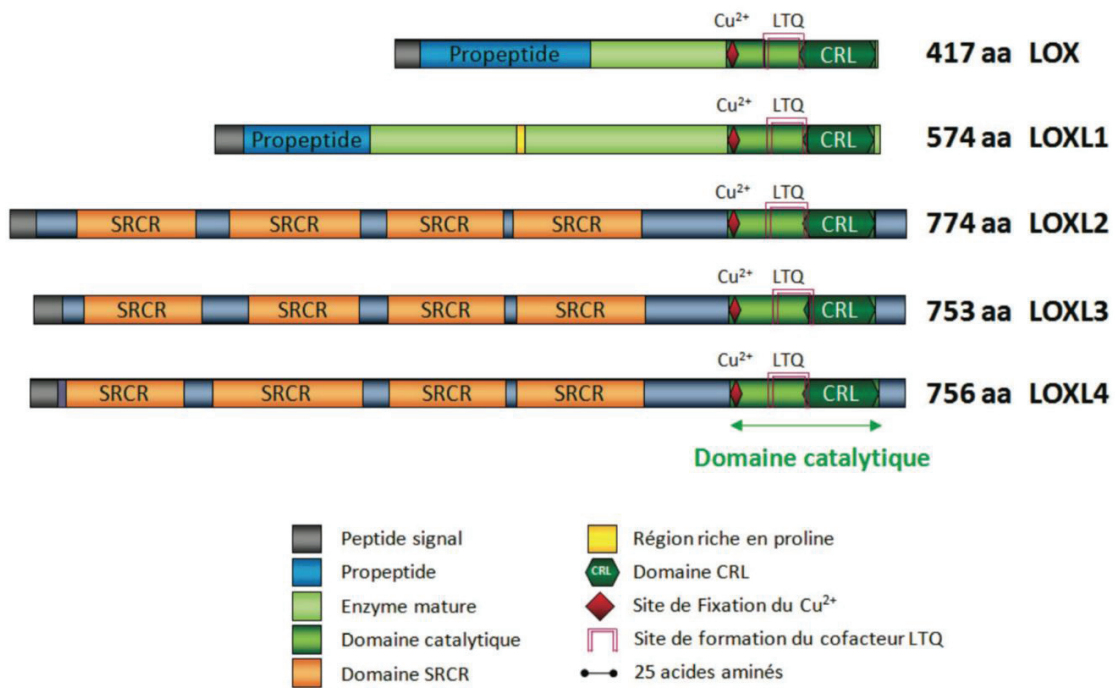 Cu²⁺ LTQ
Propeptide CRL 417 aa LOX
Cu²⁺ LTQ
Propeptide CRL 574 aa LOXL1
Cu²⁺ LTQ
SRCR SRCR SRCR SRCR CRL 774 aa LOXL2
Cu²⁺ LTQ
SRCR SRCR SRCR SRCR CRL 753 aa LOXL3
Cu²⁺ LTQ
SRCR SRCR SRCR SRCR CRL 756 aa LOXL4
Domaine catalytique
Peptide signal
Propeptide
Enzyme mature
Domaine catalytique
Domaine SRCR
Région riche en proline
CRL Domaine CRL
Site de Fixation du Cu²⁺
Site de formation du cofacteur LTQ
25 acides aminés